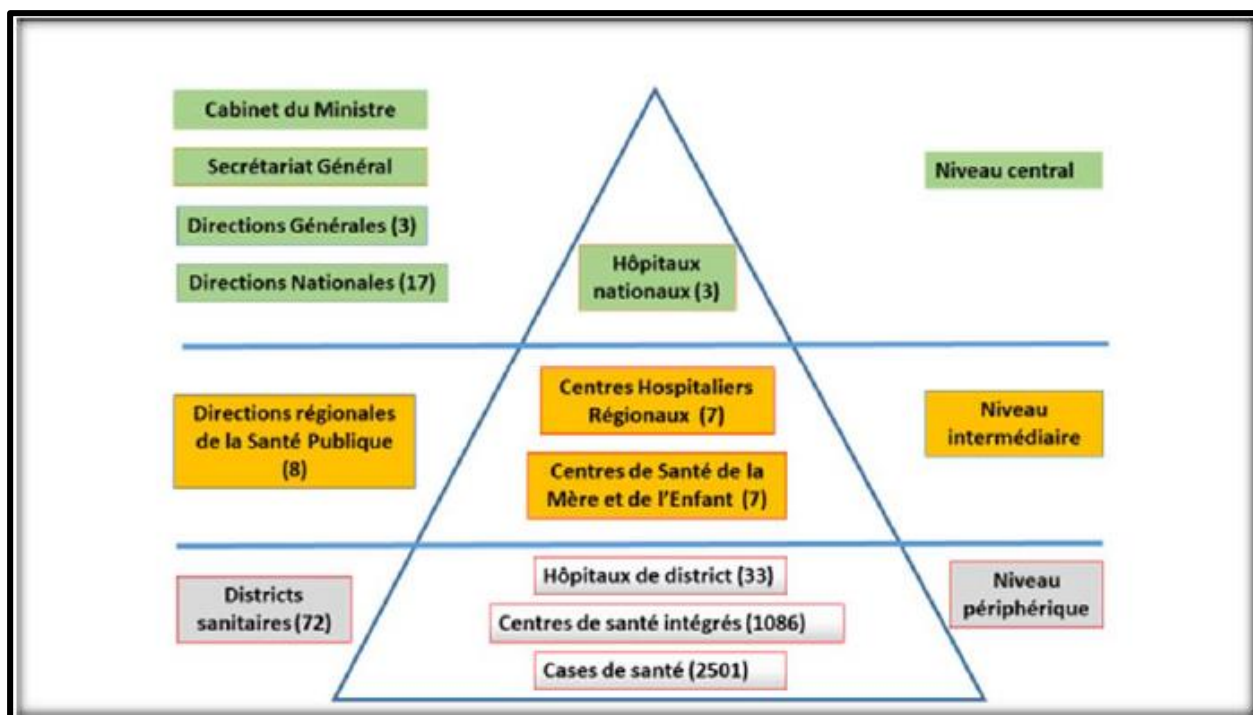 Cabinet du Ministre
Secrétariat Général
Niveau central
Directions Générales (3)
Directions Nationales (17)
Hôpitaux
nationaux (3)
Directions régionales
de la Santé Publique
(8)
Centres Hospitaliers
Régionaux (7)
Centres de Santé de la
Mère et de l'Enfant (7)
Niveau
intermédiaire
Districts
sanitaires (72)
Hôpitaux de district (33)
Centres de santé intégrés (1086)
Cases de santé (2501)
Niveau
périphérique